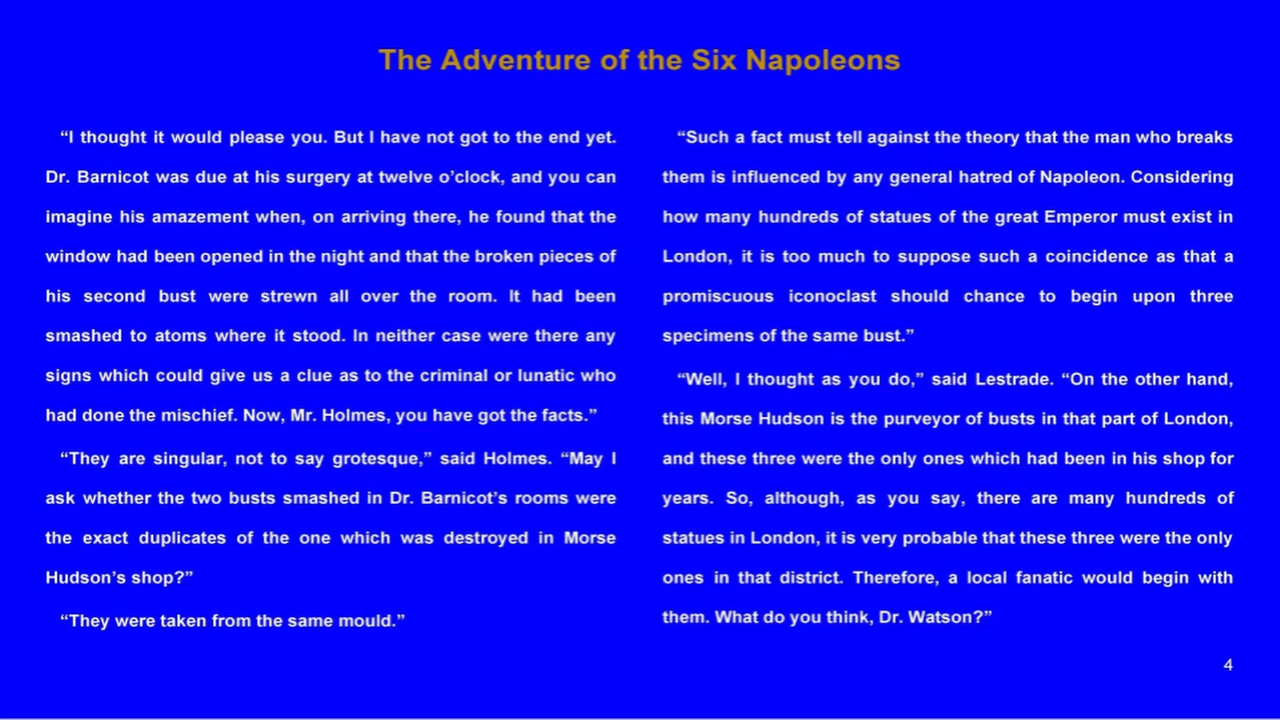 The Adventure of the Six Napoleons
“I thought it would please you. But I have not got to the end yet.
Dr. Barnicot was due at his surgery at twelve o’clock, and you can
imagine his amazement when, on arriving there, he found that the
window had been opened in the night and that the broken pieces of
his second bust were strewn all over the room. It had been
smashed to atoms where it stood. In neither case were there any
signs which could give us a clue as to the criminal or lunatic who
had done the mischief. Now, Mr. Holmes, you have got the facts.”
“They are singular, not to say grotesque,” said Holmes. “May I
ask whether the two busts smashed in Dr. Barnicot’s rooms were
the exact duplicates of the one which was destroyed in Morse
Hudson’s shop?”
“They were taken from the same mould.”
“Such a fact must tell against the theory that the man who breaks
them is influenced by any general hatred of Napoleon. Considering
how many hundreds of statues of the great Emperor must exist in
London, it is too much to suppose such a coincidence as that a
promiscuous iconoclast should chance to begin upon three
specimens of the same bust.”
“Well, I thought as you do,” said Lestrade. “On the other hand,
this Morse Hudson is the purveyor of busts in that part of London,
and these three were the only ones which had been in his shop for
years. So, although, as you say, there are many hundreds of
statues in London, it is very probable that these three were the only
ones in that district. Therefore, a local fanatic would begin with
them. What do you think, Dr. Watson?”
4